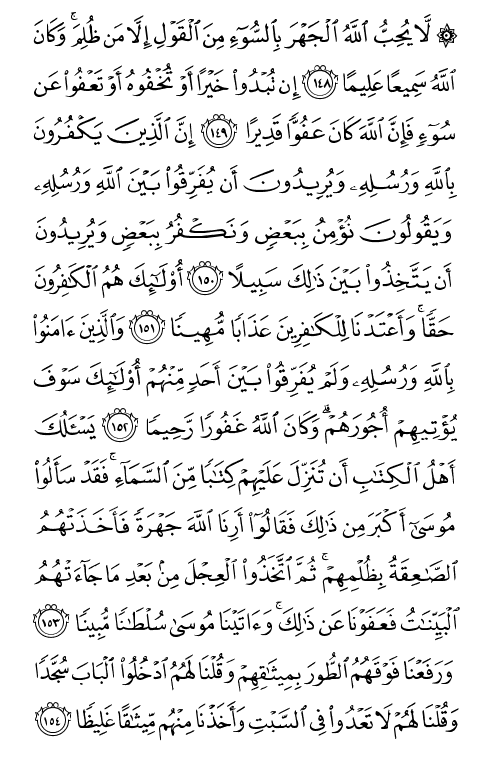 ۞ لَّا يُحِبُّ ٱللَّهُ ٱلْجَهْرَ بِٱلسُّوٓءِ مِنَ ٱلْقَوْلِ إِلَّا مَن ظُلِمَ ۚ وَكَانَ
ٱللَّهُ سَمِيعًا عَلِيمًا ١٤٨ إِن تُبْدُوا۟ خَيْرًا أَوْ تُخْفُوهُ أَوْ تَعْفُوا۟ عَن
سُوٓءٍ فَإِنَّ ٱللَّهَ كَانَ عَفُوًّا قَدِيرًا ١٤٩ إِنَّ ٱلَّذِينَ يَكْفُرُونَ
بِٱللَّهِ وَرُسُلِهِۦ وَيُرِيدُونَ أَن يُفَرِّقُوا۟ بَيْنَ ٱللَّهِ وَرُسُلِهِۦ
وَيَقُولُونَ نُؤْمِنُ بِبَعْضٍ وَنَكْفُرُ بِبَعْضٍ وَيُرِيدُونَ
أَن يَتَّخِذُوا۟ بَيْنَ ذَٰلِكَ سَبِيلًا ١٥٠ أُو۟لَـٰٓئِكَ هُمُ ٱلْكَـٰفِرُونَ
حَقًّا ۚ وَأَعْتَدْنَا لِلْكَـٰفِرِينَ عَذَابًا مُّهِينًا ١٥١ وَٱلَّذِينَ ءَامَنُوا۟
بِٱللَّهِ وَرُسُلِهِۦ وَلَمْ يُفَرِّقُوا۟ بَيْنَ أَحَدٍ مِّنْهُمْ أُو۟لَـٰٓئِكَ سَوْفَ
يُؤْتِيهِمْ أُجُورَهُمْ ۗ وَكَانَ ٱللَّهُ غَفُورًا رَّحِيمًا ١٥٢ يَسْـَٔلُكَ
أَهْلُ ٱلْكِتَـٰبِ أَن تُنَزِّلَ عَلَيْهِمْ كِتَـٰبًا مِّنَ ٱلسَّمَآءِ ۚ فَقَدْ سَأَلُوا۟
مُوسَىٰٓ أَكْبَرَ مِن ذَٰلِكَ فَقَالُوٓا۟ أَرِنَا ٱللَّهَ جَهْرَةً فَأَخَذَتْهُمُ
ٱلصَّـٰعِقَةُ بِظُلْمِهِمْ ۚ ثُمَّ ٱتَّخَذُوا۟ ٱلْعِجْلَ مِنۢ بَعْدِ مَا جَآءَتْهُمُ
ٱلْبَيِّنَـٰتُ فَعَفَوْنَا عَن ذَٰلِكَ ۚ وَءَاتَيْنَا مُوسَىٰ سُلْطَـٰنًا مُّبِينًا ١٥٣
وَرَفَعْنَا فَوْقَهُمُ ٱلطُّورَ بِمِيثَـٰقِهِمْ وَقُلْنَا لَهُمُ ٱدْخُلُوا۟ ٱلْبَابَ سُجَّدًا
وَقُلْنَا لَهُمْ لَا تَعْدُوا۟ فِى ٱلسَّبْتِ وَأَخَذْنَا مِنْهُم مِّيثَـٰقًا غَلِيظًا ١٥٤